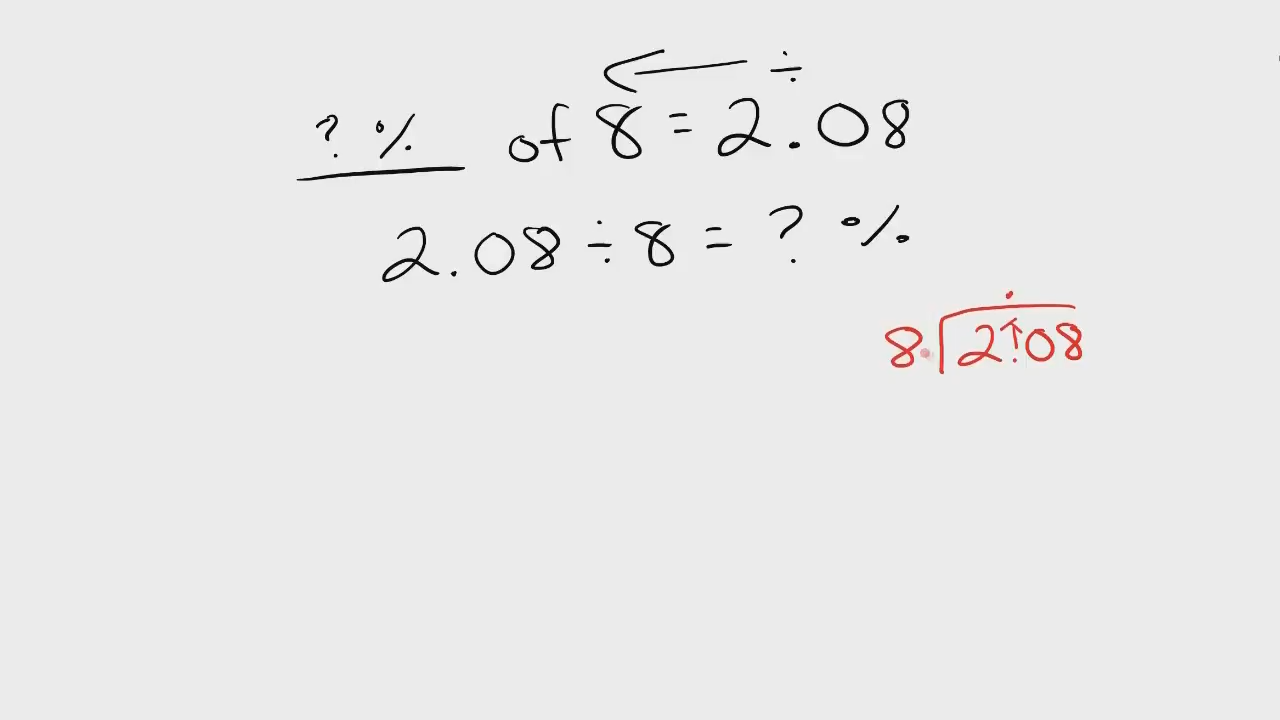 ÷
? % of 8 = 2.08
2.08 ÷ 8 = ? %
8.⟌2.08